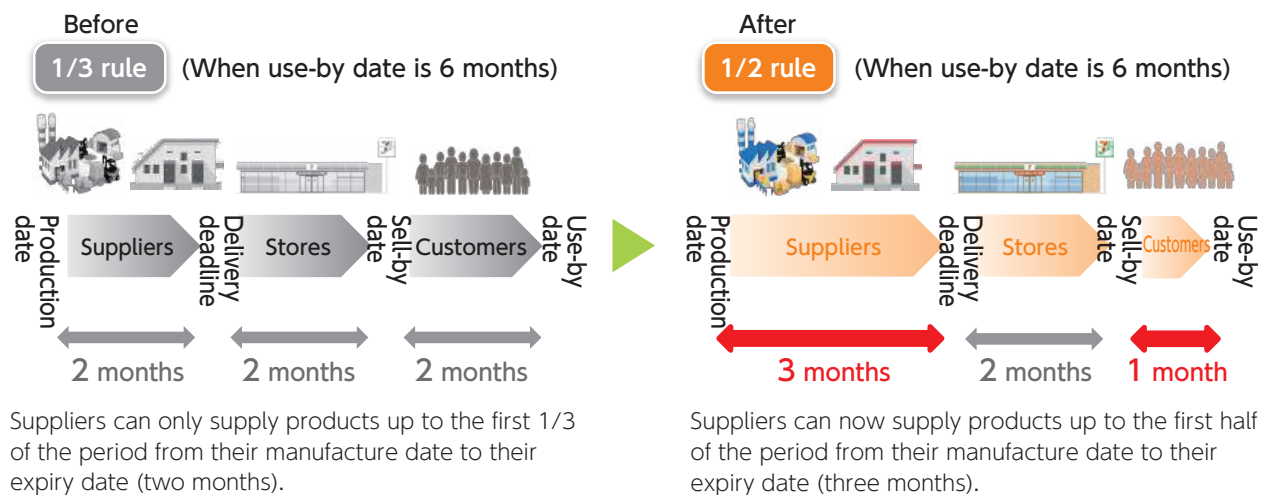 Before
1/3 rule (When use-by date is 6 months)
Production date
Suppliers
Delivery deadline
Stores
Sell-by date
Customers
Use-by date
2 months
2 months
2 months
Suppliers can only supply products up to the first 1/3
of the period from their manufacture date to their
expiry date (two months).
After
1/2 rule (When use-by date is 6 months)
Production date
Suppliers
Delivery deadline
Stores
Sell-by date
Customers
Use-by date
3 months
2 months
1 month
Suppliers can now supply products up to the first half
of the period from their manufacture date to their
expiry date (three months).